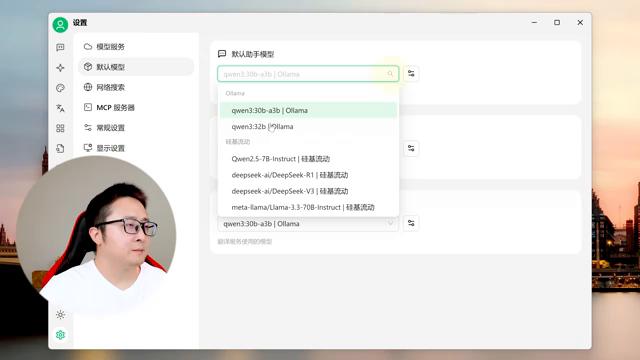 设置
模型服务
默认模型
网络搜索
MCP 服务器
常规设置
显示设置
默认助手模型
qwen3:30b-a3b | Ollama
Ollama
qwen3:30b-a3b | Ollama
qwen3:32b | Ollama
硅基流动
Qwen2.5-7B-Instruct | 硅基流动
deepseek-ai/DeepSeek-R1 | 硅基流动
deepseek-ai/DeepSeek-V3 | 硅基流动
meta-llama/Llama-3.3-70B-Instruct | 硅基流动
qwen3:30b-a3b | Ollama
翻译服务使用的模型